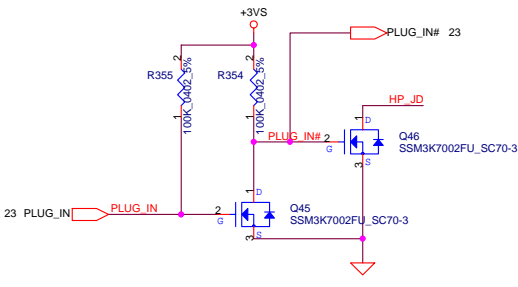 +3VS
PLUG_IN# 23
2
2
R355
100K_0402_5%
R354
100K_0402_5%
1
1
HP_JD
1
D
PLUG_IN#
2
G
Q46
SSM3K7002FU_SC70-3
3
S
1
D
23 PLUG_IN
PLUG_IN
2
G
Q45
SSM3K7002FU_SC70-3
3
S